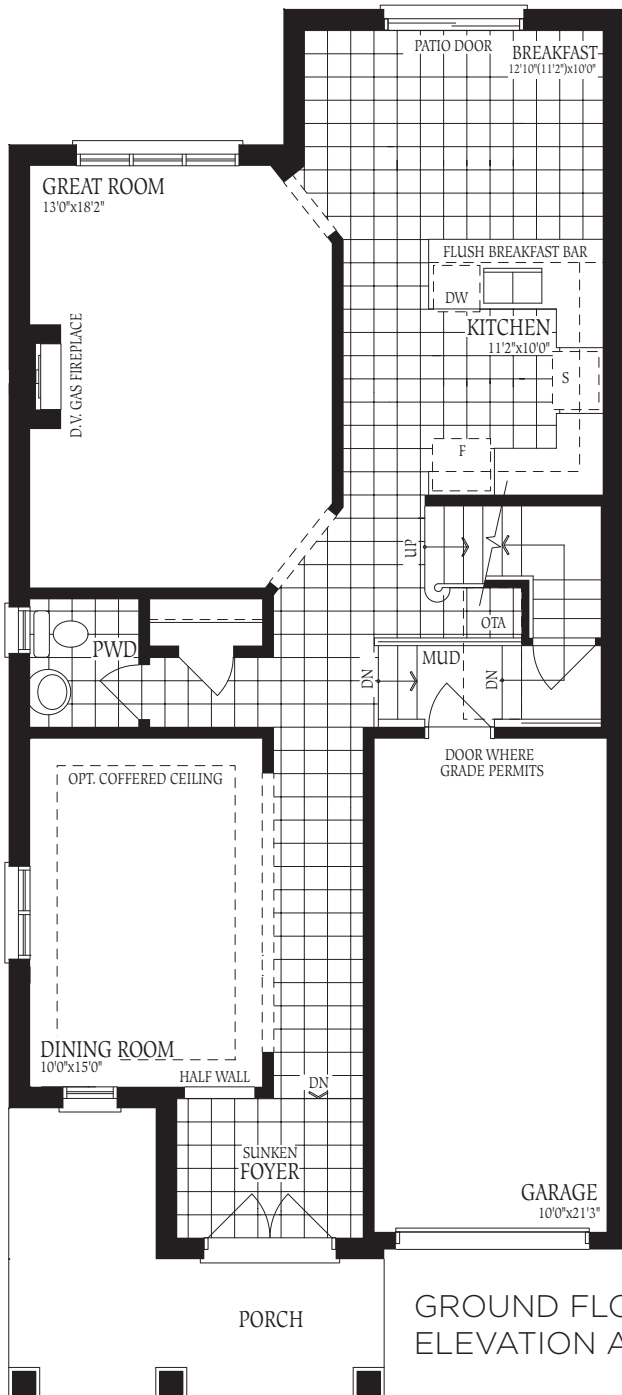 PATIO DOOR
BREAKFAST
12'10"(11'2")x10'0"
GREAT ROOM
13'0"x18'2"
FLUSH BREAKFAST BAR
DW
KITCHEN
11'2"x10'0"
D.V. GAS FIREPLACE
S
F
UP
OTA
PWD
MUD
DN
DN
OPT. COFFERED CEILING
DOOR WHERE
GRADE PERMITS
DINING ROOM
10'0"x15'0"
HALF WALL
DN
SUNKEN
FOYER
GARAGE
10'0"x21'3"
PORCH
GROUND FLO
ELEVATION A